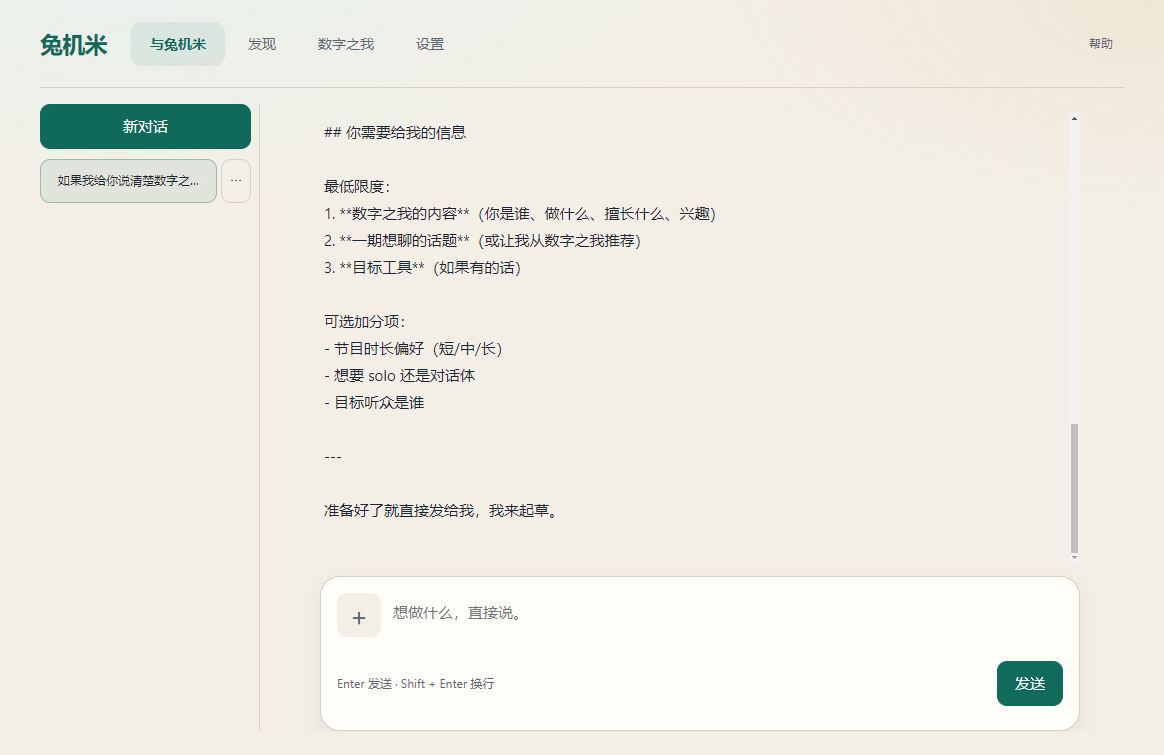 兔机米
与兔机米
发现
数字之我
设置
帮助
新对话
如果我给你说清楚数字之...
...
## 你需要给我的信息
最低限度：
1. **数字之我的内容**（你是谁、做什么、擅长什么、兴趣）
2. **一期想聊的话题**（或让我从数字之我推荐）
3. **目标工具**（如果有的话）
可选加分项：
- 节目时长偏好（短/中/长）
- 想要 solo 还是对话体
- 目标听众是谁
---
准备好了就直接发给我，我来起草。
+
想做什么，直接说。
Enter 发送 · Shift + Enter 换行
发送